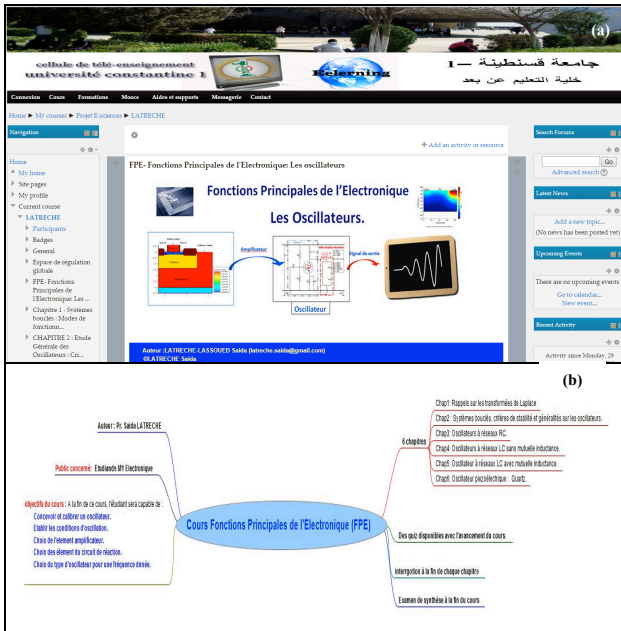 (a)
cellule de télé-enseignement
université constantine 1
Belerning
جامعة قسنطينة —1
خلية التعليم عن بعد
Connexion Cours Formations Moocs Aides et supports Messagerie Contact
Home ► My courses ► Projet E-sciences ► LATRECHE
Navigation
Home
My home
Site pages
My profile
Current course
LATRECHE
Participants
Badges
General
Espace de regulation
globale
FPE- Fonctions
Principales de
l'Electronique: Les ...
Chapitre 1 - Systèmes
bouclés : Modes de
fonctionn...
CHAPITRE 2 : Etude
Générale des
Oscillateurs : Cri...
Add an activity or resource
FPE- Fonctions Principales de l'Electronique: Les oscillateurs
Fonctions Principales de l'Electronique
Les Oscillateurs.
Amplificateur
Signal de sortie
Oscillateur
Auteur :LATRECHE-LASSOUED Saida (latreche.saida@gmail.com)
©LATRECHE Saida
Search Forums
Go
Advanced search
Latest News
Add a new topic...
(No news has been posted yet)
Upcoming Events
There are no upcoming events
Go to calendar...
New event...
Recent Activity
Activity since Monday, 29
(b)
Auteur : Pr. Saida LATRECHE
Public concerné: Etudiands M1 Electronique
objectifs du cours : A la fin de ce cours, l'étudiant sera capable de :
Concevoir et calibrer un oscillateur.
Etablir les conditions d'oscillation.
Choix de l'element amplificateur.
Choix des élement du circuit de réaction.
Choix du type d'oscillateur pour une fréquence donée.
Cours Fonctions Principales de l'Electronique (FPE)
6 chapitres
Chap1: Rappels sur les transformées de Laplace
Chap2 : Systèmes bouclés, critères de stabilité et généralités sur les oscillateurs.
Chap3: Oscillateurs à réseaux RC.
Chap4: Oscillateurs à réseaux LC sans mutuelle inductance.
Chap5: Oscillateur à réseaux LC avec mutuelle inductance.
Chap6: Oscillateur piezoélectrique : Quartz.
Des quiz disponibles avec l'avancement du cours
interrgotion à la fin de chaque chapitre
Examen de synthèse à la fin du cours